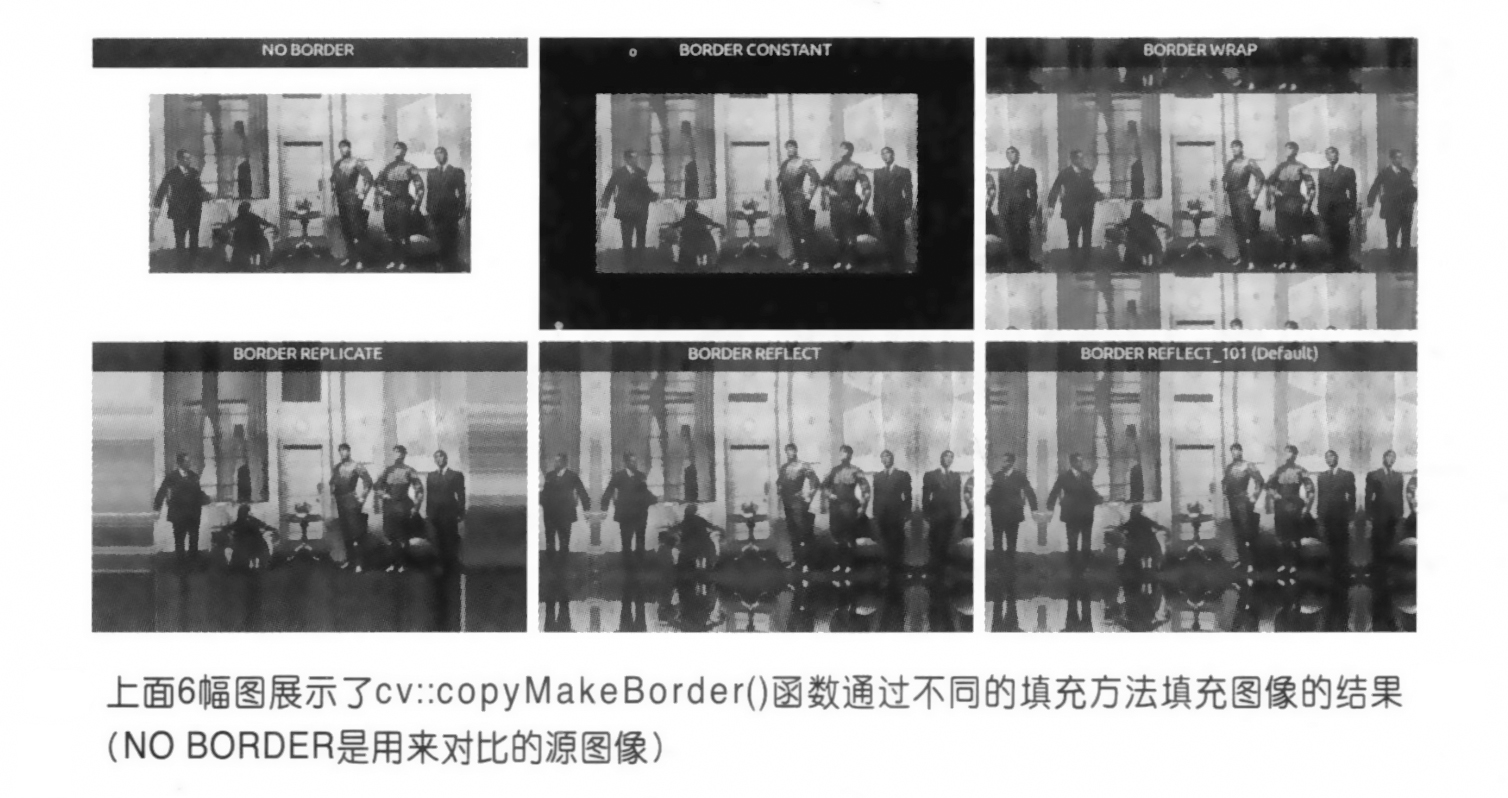 NO BORDER
BORDER CONSTANT
BORDER WRAP
BORDER REPLICATE
BORDER REFLECT
BORDER REFLECT_101 (Default)
上面6幅图展示了cv::copyMakeBorder()函数通过不同的填充方法填充图像的结果
(NO BORDER是用来对比的源图像)